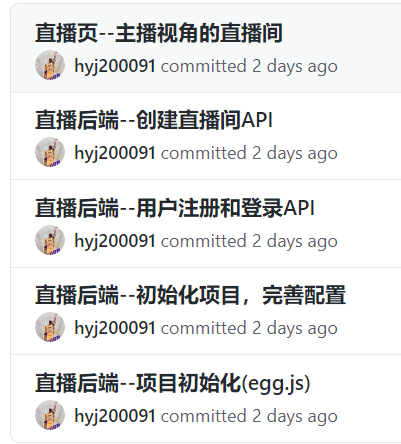 直播页--主播视角的直播间
hyj200091 committed 2 days ago
直播后端--创建直播间API
hyj200091 committed 2 days ago
直播后端--用户注册和登录API
hyj200091 committed 2 days ago
直播后端--初始化项目，完善配置
hyj200091 committed 2 days ago
直播后端--项目初始化(egg.js)
hyj200091 committed 2 days ago